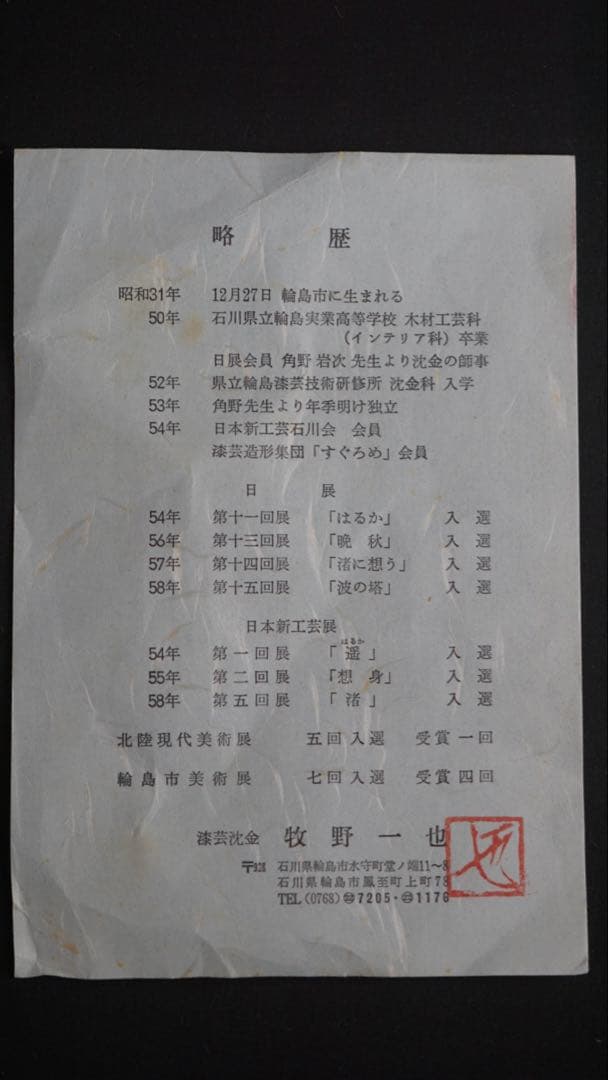 略 歴
昭和31年 12月27日 輪島市に生まれる
50年 石川県立輪島実業高等学校 木材工芸科
（インテリア科）卒業
日展会員 角野 岩次 先生より沈金の師事
52年 県立輪島漆芸技術研修所 沈金科 入学
53年 角野先生より年季明け独立
54年 日本新工芸石川会 会員
漆芸造形集団「すぐろめ」会員
日 展
54年 第十一回展 「はるか」 入 選
56年 第十三回展 「晩 秋」 入 選
57年 第十四回展 「渚に想う」 入 選
58年 第十五回展 「波の塔」 入 選
日本新工芸展
はるか
54年 第一回展 「遥」 入 選
55年 第二回展 「想 身」 入 選
58年 第五回展 「渚」 入 選
北陸現代美術展 五回入選 受賞一回
輪島市美術展 七回入選 受賞四回
漆芸沈金 牧野一也
〒 石川県輪島市水守町堂ノ端11〜8
石川県輪島市鳳至町上町78
TEL (0768) 7205・1176